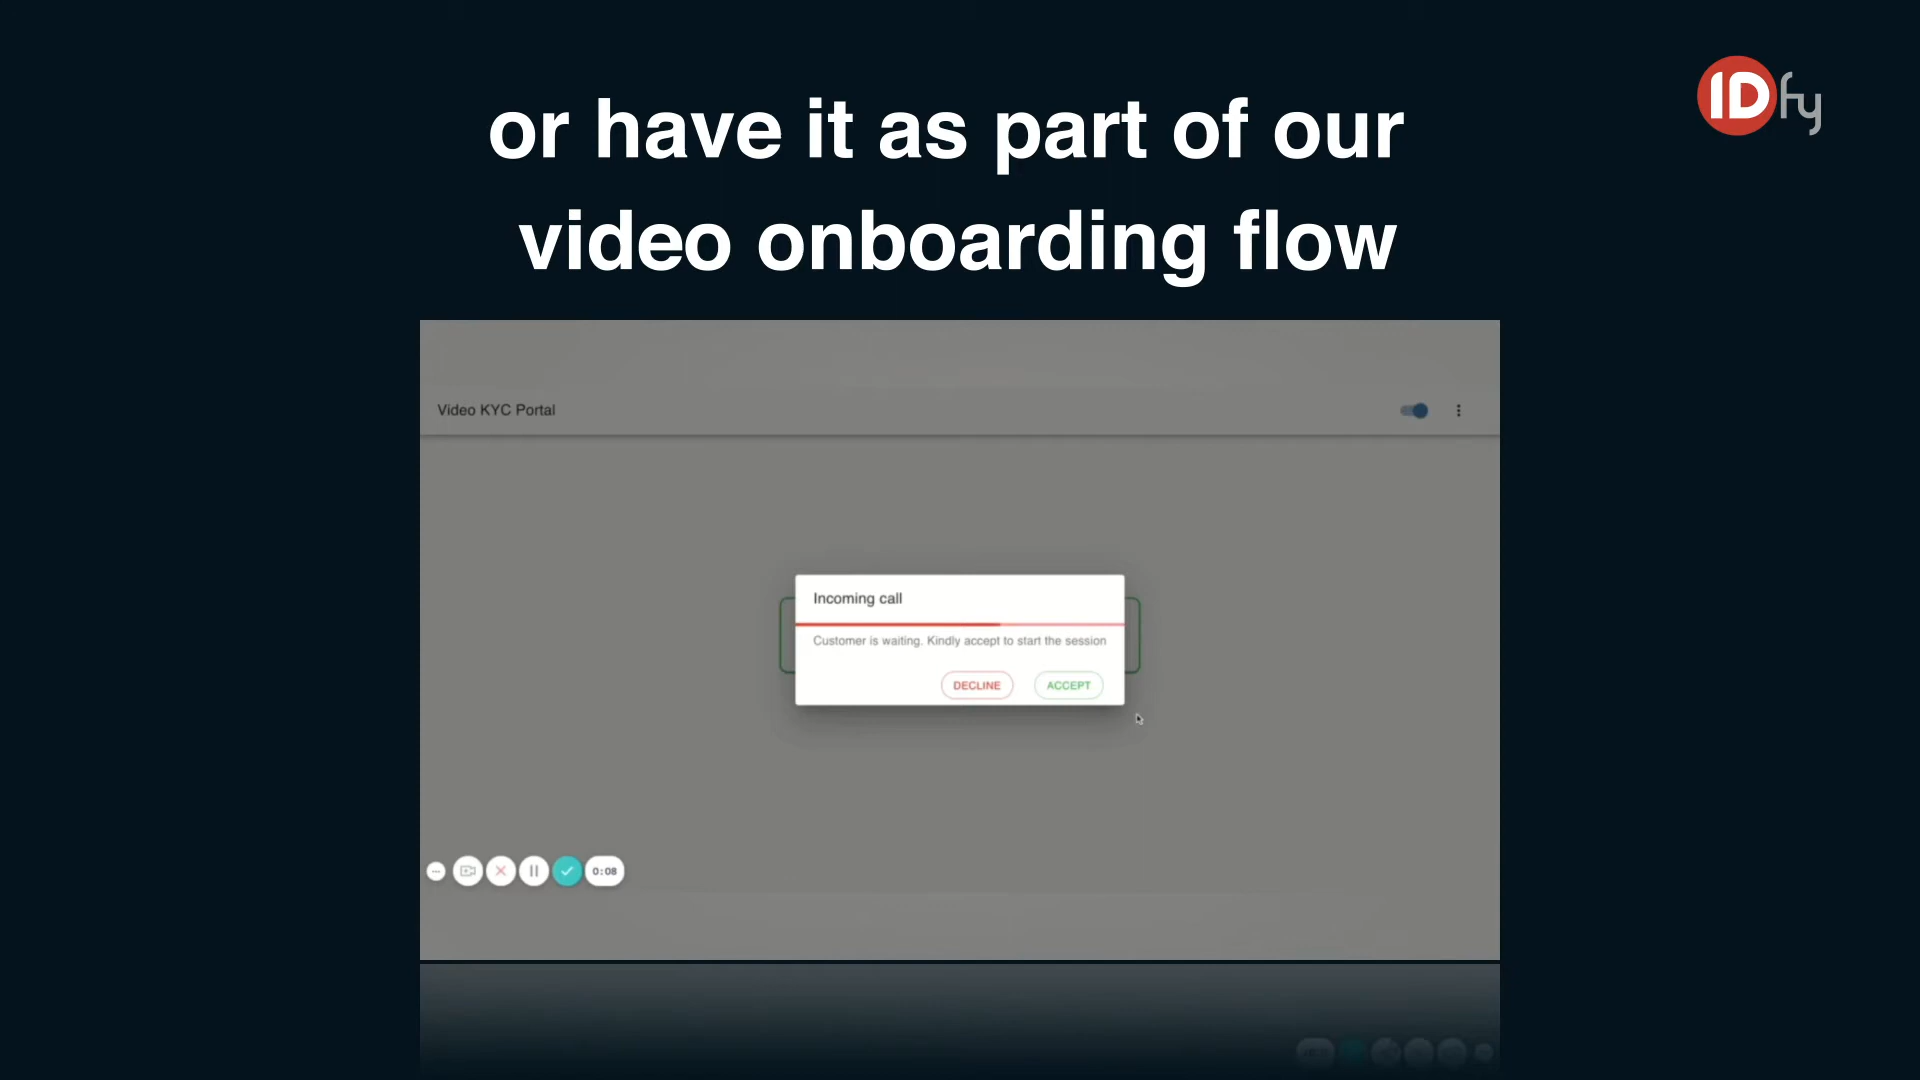 IDfy
or have it as part of our
video onboarding flow
Video KYC Portal
Incoming call
Customer is waiting. Kindly accept to start the session
DECLINE
ACCEPT
0:08